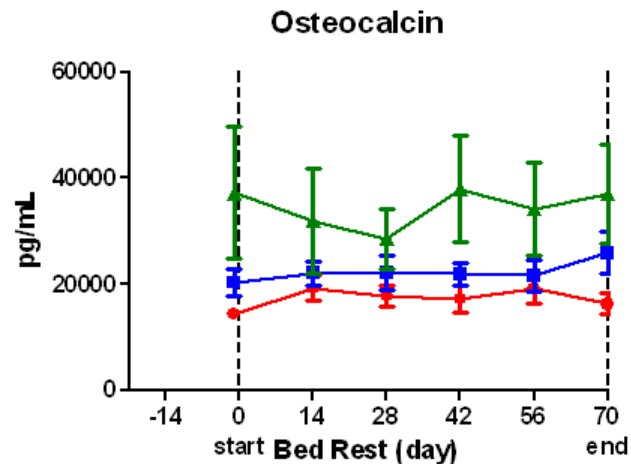 Osteocalcin
60000
40000
20000
0
pg/mL
-14 0 14 28 42 56 70
start Bed Rest (day) end